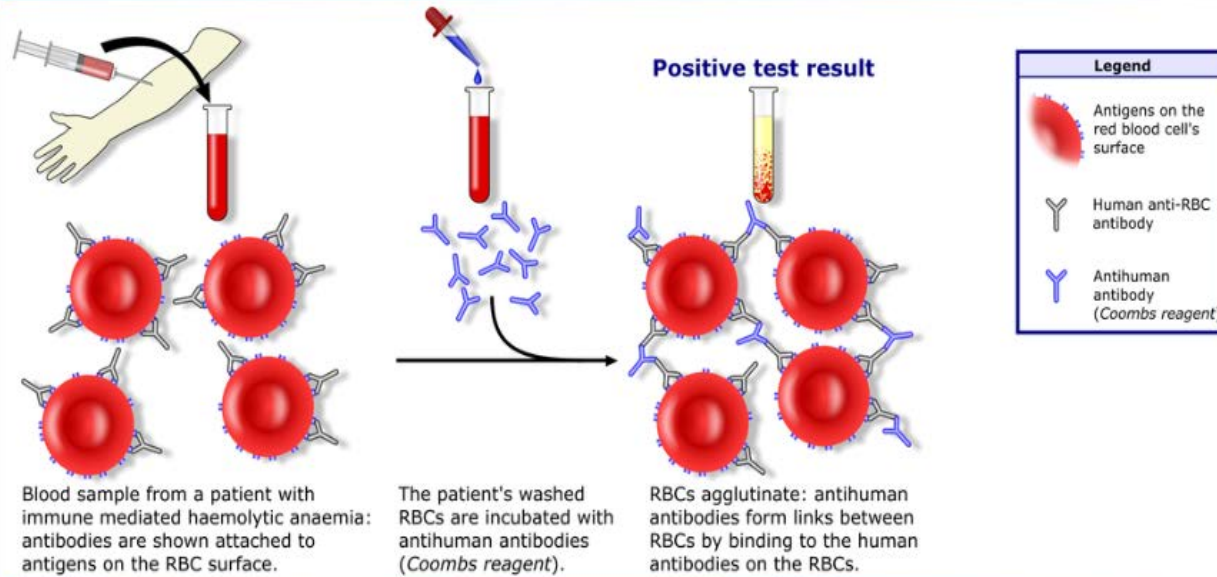 Positive test result
Legend
Antigens on the
red blood cell's
surface
Human anti-RBC
antibody
Antihuman
antibody
(Coombs reagent)
Blood sample from a patient with
immune mediated haemolytic anaemia:
antibodies are shown attached to
antigens on the RBC surface.
The patient's washed
RBCs are incubated with
antihuman antibodies
(Coombs reagent).
RBCs agglutinate: antihuman
antibodies form links between
RBCs by binding to the human
antibodies on the RBCs.